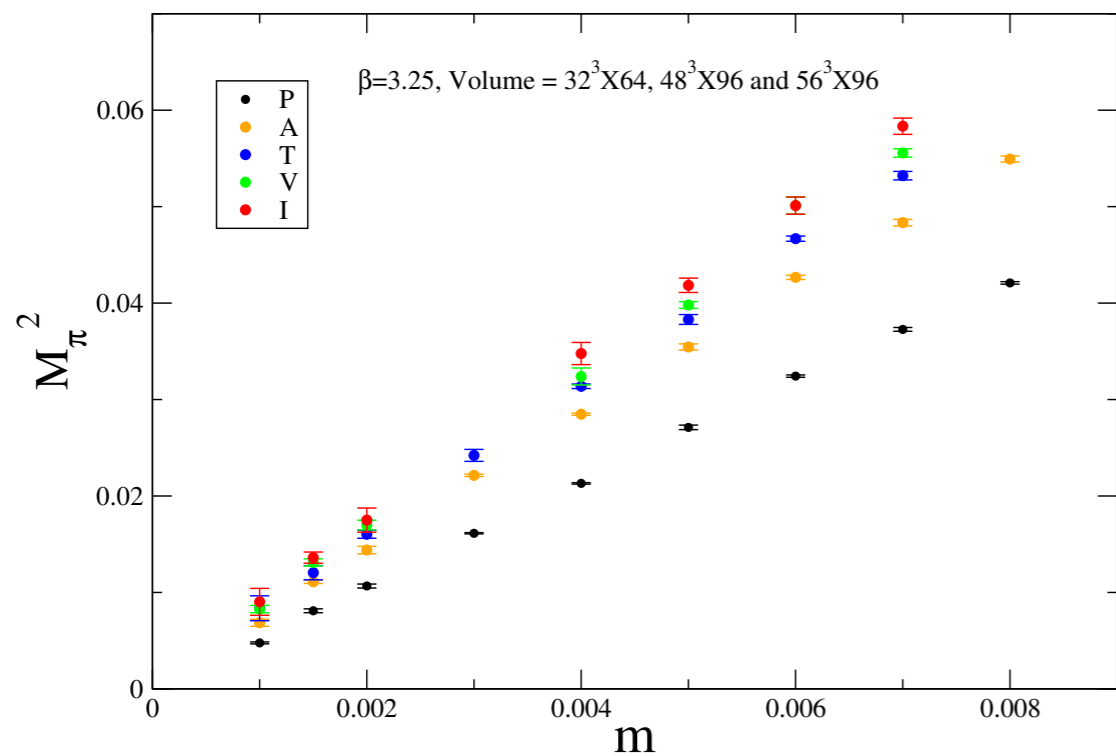 β=3.25, Volume = 32³X64, 48³X96 and 56³X96
P
A
T
V
I
0.06
0.04
0.02
0
M_π²
0 0.002 0.004 0.006 0.008
m